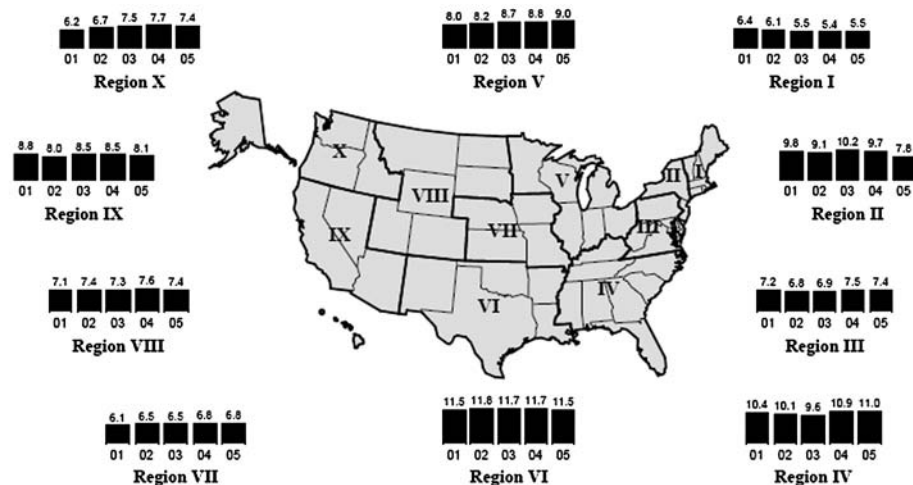 6.2 6.7 7.5 7.7 7.4
01 02 03 04 05
Region X
8.0 8.2 8.7 8.8 9.0
01 02 03 04 05
Region V
6.4 6.1 5.5 5.4 5.5
01 02 03 04 05
Region I
8.8 8.0 8.5 8.5 8.1
01 02 03 04 05
Region IX
9.8 9.1 10.2 9.7 7.8
01 02 03 04 05
Region II
7.1 7.4 7.3 7.6 7.4
01 02 03 04 05
Region VIII
7.2 6.8 6.9 7.5 7.4
01 02 03 04 05
Region III
6.1 6.5 6.5 6.8 6.8
01 02 03 04 05
Region VII
11.5 11.8 11.7 11.7 11.5
01 02 03 04 05
Region VI
10.4 10.1 9.6 10.9 11.0
01 02 03 04 05
Region IV
X
VIII
V
II
I
IX
VII
III
VI
IV